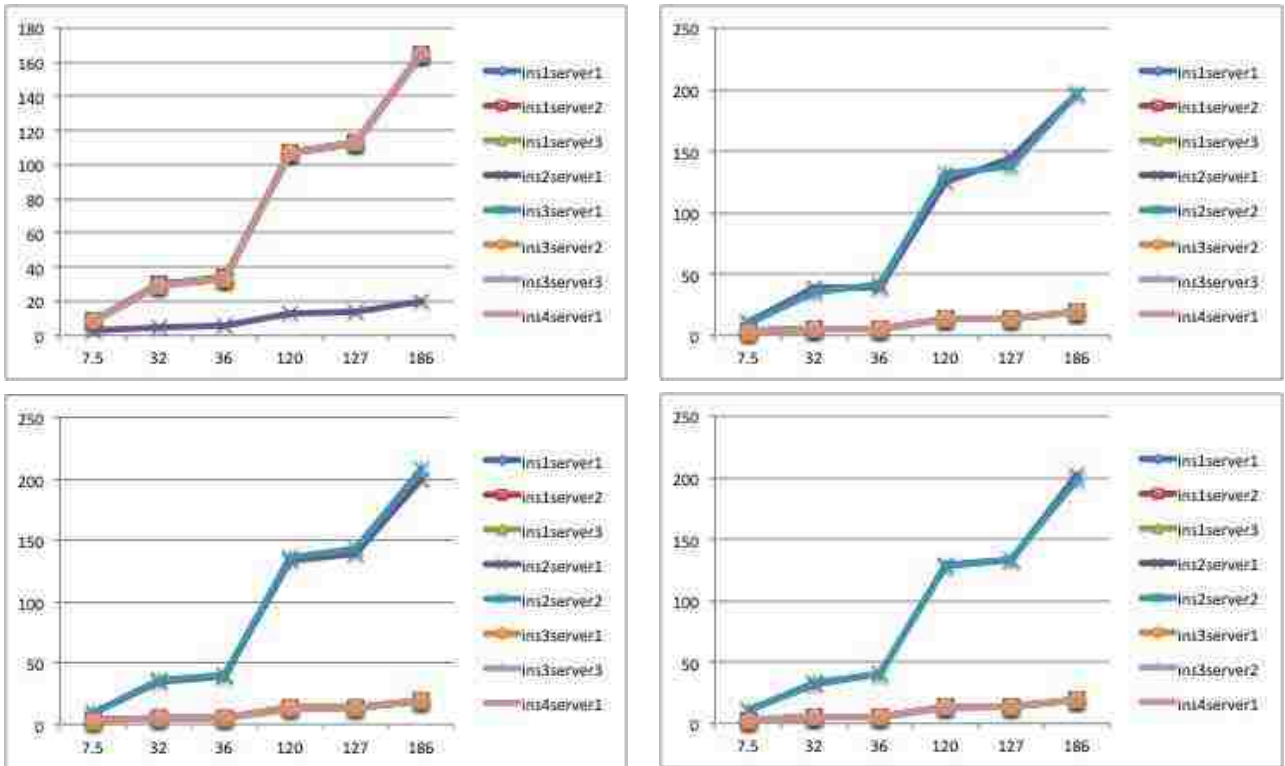 180
160
140
120
100
80
60
40
20
0
7.5 32 36 120 127 186
ins1server1
ins1server2
ins1server3
ins2server1
ins3server1
ins3server2
ins3server3
ins4server1
250
200
150
100
50
0
7.5 32 36 120 127 186
ins1server1
ins1server2
ins1server3
ins2server1
ins2server2
ins3server2
ins3server3
ins4server1
250
200
150
100
50
0
7.5 32 36 120 127 186
ins1server1
ins1server2
ins1server3
ins2server1
ins2server2
ins3server1
ins3server3
ins4server1
250
200
150
100
50
0
7.5 32 36 120 127 186
ins1server1
ins1server2
ins1server3
ins2server1
ins2server2
ins3server1
ins3server2
ins4server1